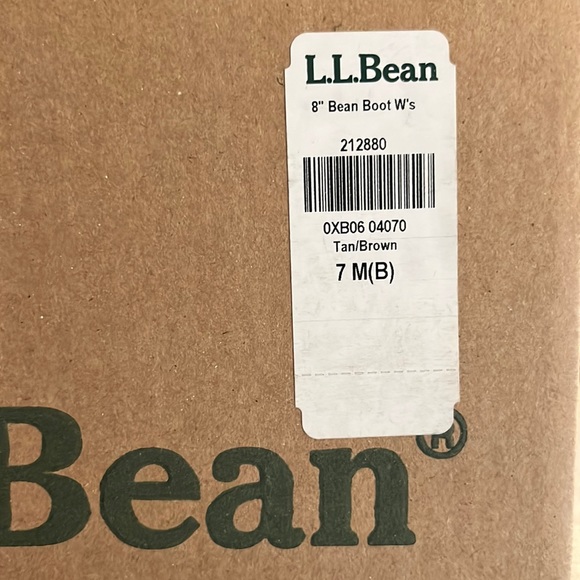 L.L.Bean
8" Bean Boot W's
212880
0XB06 04070
Tan/Brown
7 M(B)
Bean®